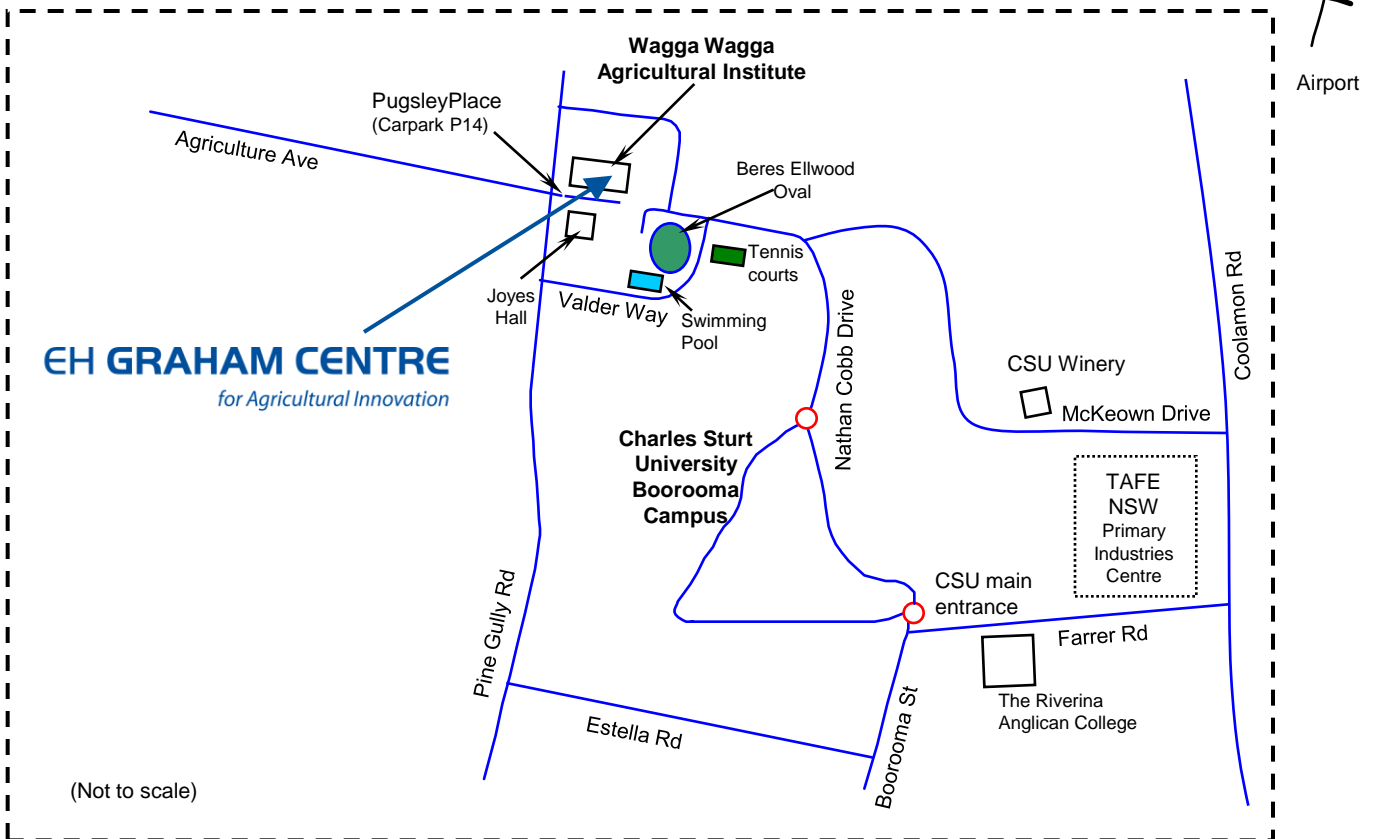 Wagga Wagga
Agricultural Institute
Airport
PugsleyPlace
(Carpark P14)
Agriculture Ave
Beres Ellwood
Oval
Tennis
courts
Joyes
Hall
Valder Way
Swimming
Pool
Nathan Cobb Drive
Coolamon Rd
EH GRAHAM CENTRE
for Agricultural Innovation
CSU Winery
McKeown Drive
Charles Sturt
University
Boorooma
Campus
TAFE
NSW
Primary
Industries
Centre
CSU main
entrance
Farrer Rd
Pine Gully Rd
The Riverina
Anglican College
Estella Rd
Boorooma St
(Not to scale)